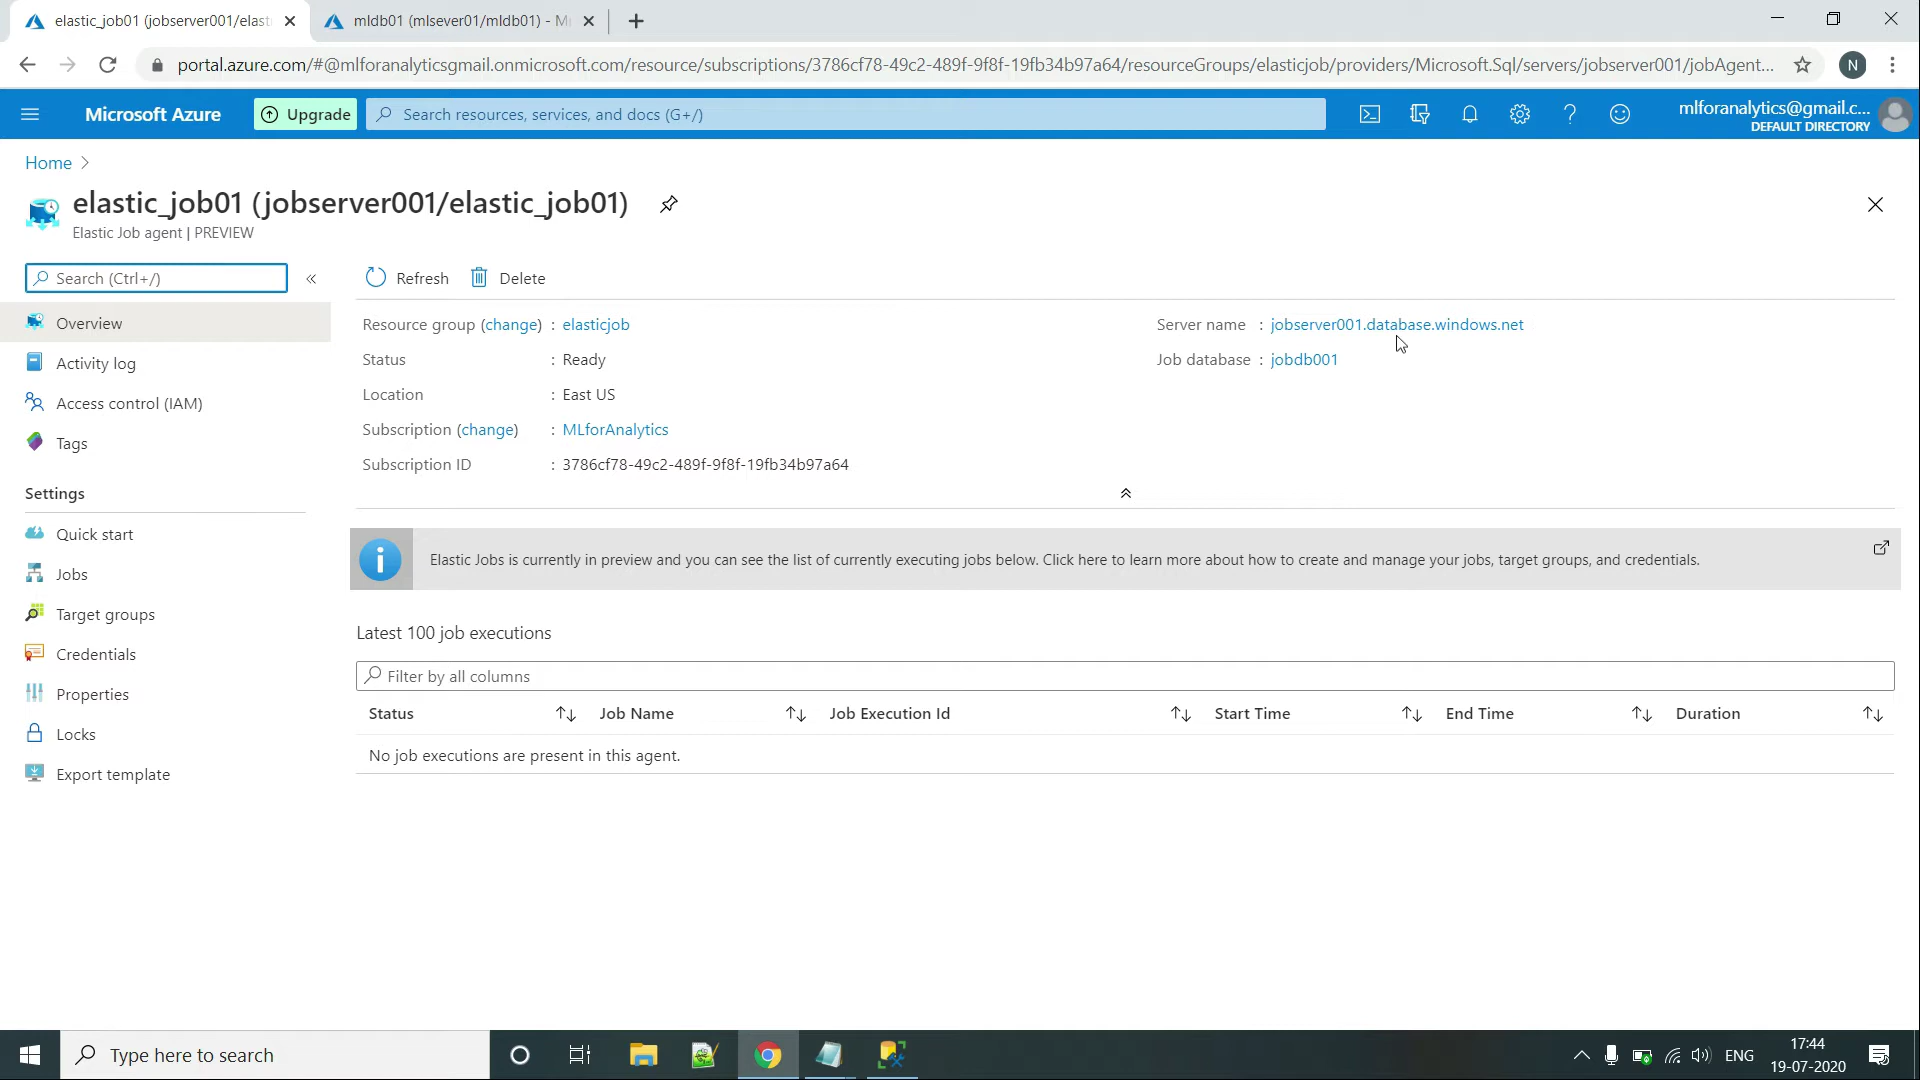 elastic_job01 (jobserver001/elast
mldb01 (mlsever01/mldb01) - M
portal.azure.com/#@mlforanalyticsgmail.onmicrosoft.com/resource/subscriptions/3786cf78-49c2-489f-9f8f-19fb34b97a64/resourceGroups/elasticjob/providers/Microsoft.Sql/servers/jobserver001/jobAgent...
N
Microsoft Azure
Upgrade
Search resources, services, and docs (G+/)
mlforanalytics@gmail.c...
DEFAULT DIRECTORY
Home
elastic_job01 (jobserver001/elastic_job01)
Elastic Job agent | PREVIEW
Search (Ctrl+/)
«
Refresh
Delete
Overview
Activity log
Access control (IAM)
Tags
Settings
Quick start
Jobs
Target groups
Credentials
Properties
Locks
Export template
Resource group (change) : elasticjob
Status : Ready
Location : East US
Subscription (change) : MLforAnalytics
Subscription ID : 3786cf78-49c2-489f-9f8f-19fb34b97a64
Server name : jobserver001.database.windows.net
Job database : jobdb001
Elastic Jobs is currently in preview and you can see the list of currently executing jobs below. Click here to learn more about how to create and manage your jobs, target groups, and credentials.
Latest 100 job executions
Filter by all columns
Status Job Name Job Execution Id Start Time End Time Duration
No job executions are present in this agent.
Type here to search
ENG
17:44
19-07-2020